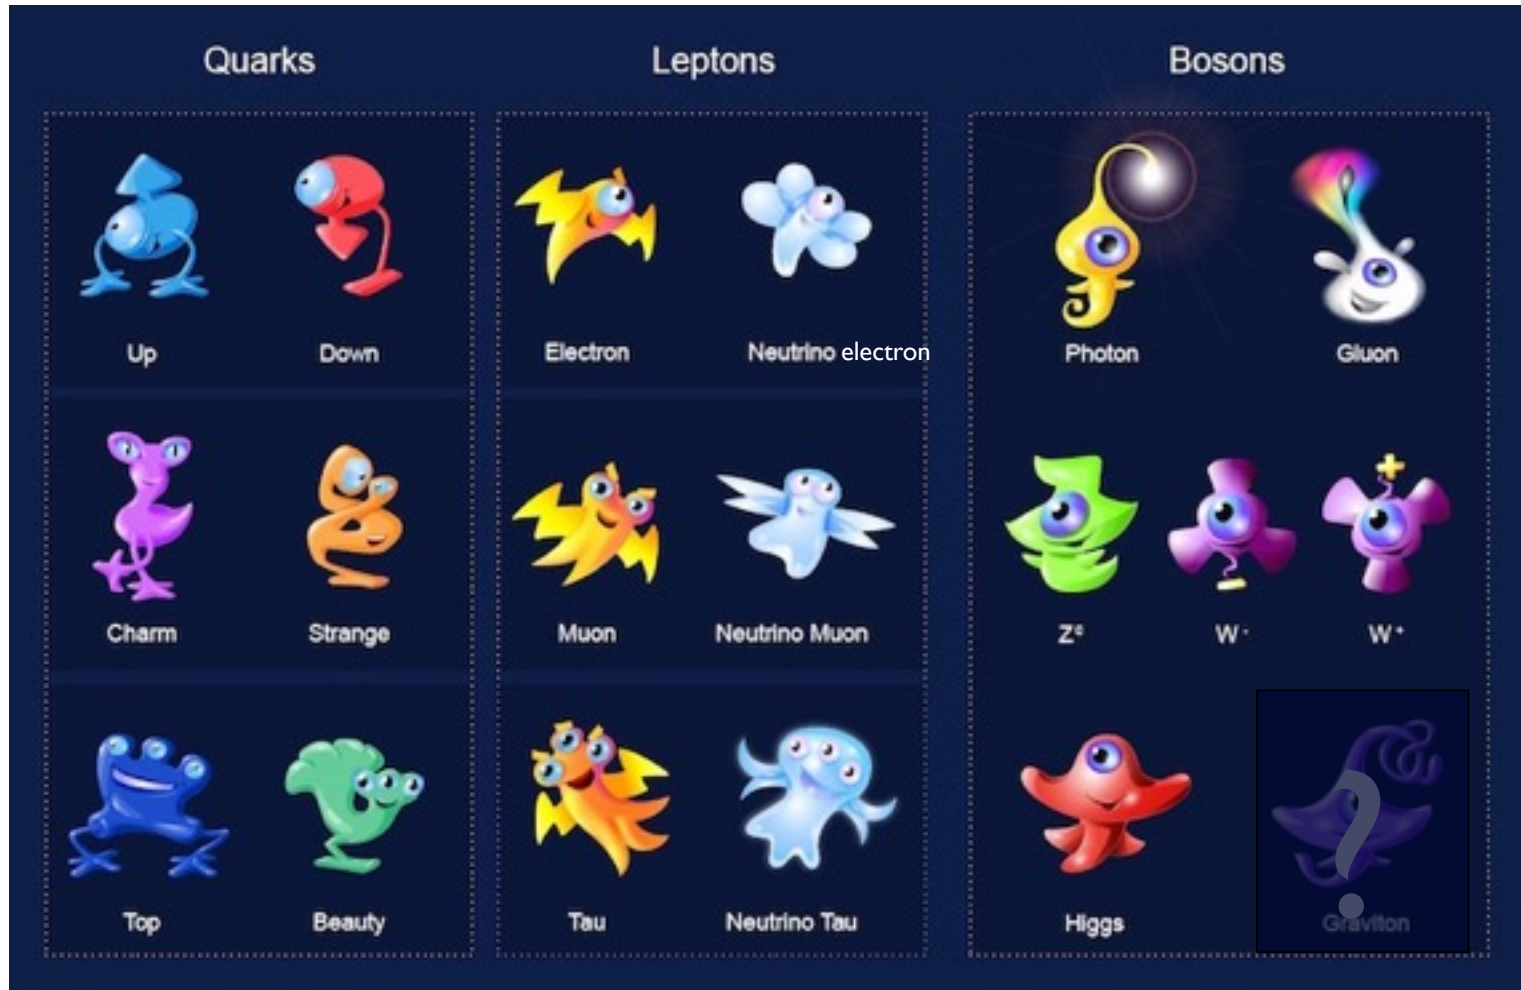 Quarks
Leptons
Bosons
Up
Down
Electron
Neutrino electron
Photon
Gluon
Charm
Strange
Muon
Neutrino Muon
Z°
W -
W +
Top
Beauty
Tau
Neutrino Tau
Higgs
?
Graviton